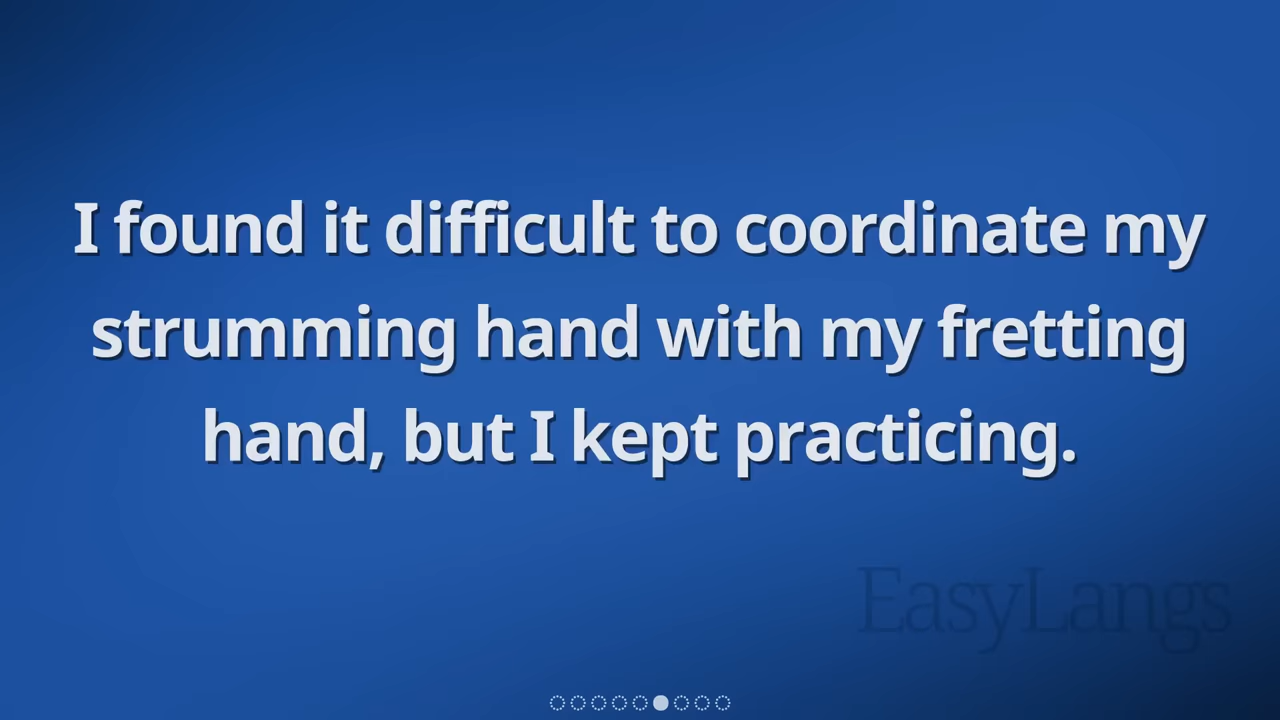 I found it difficult to coordinate my
strumming hand with my fretting
hand, but I kept practicing.
EasyLangs